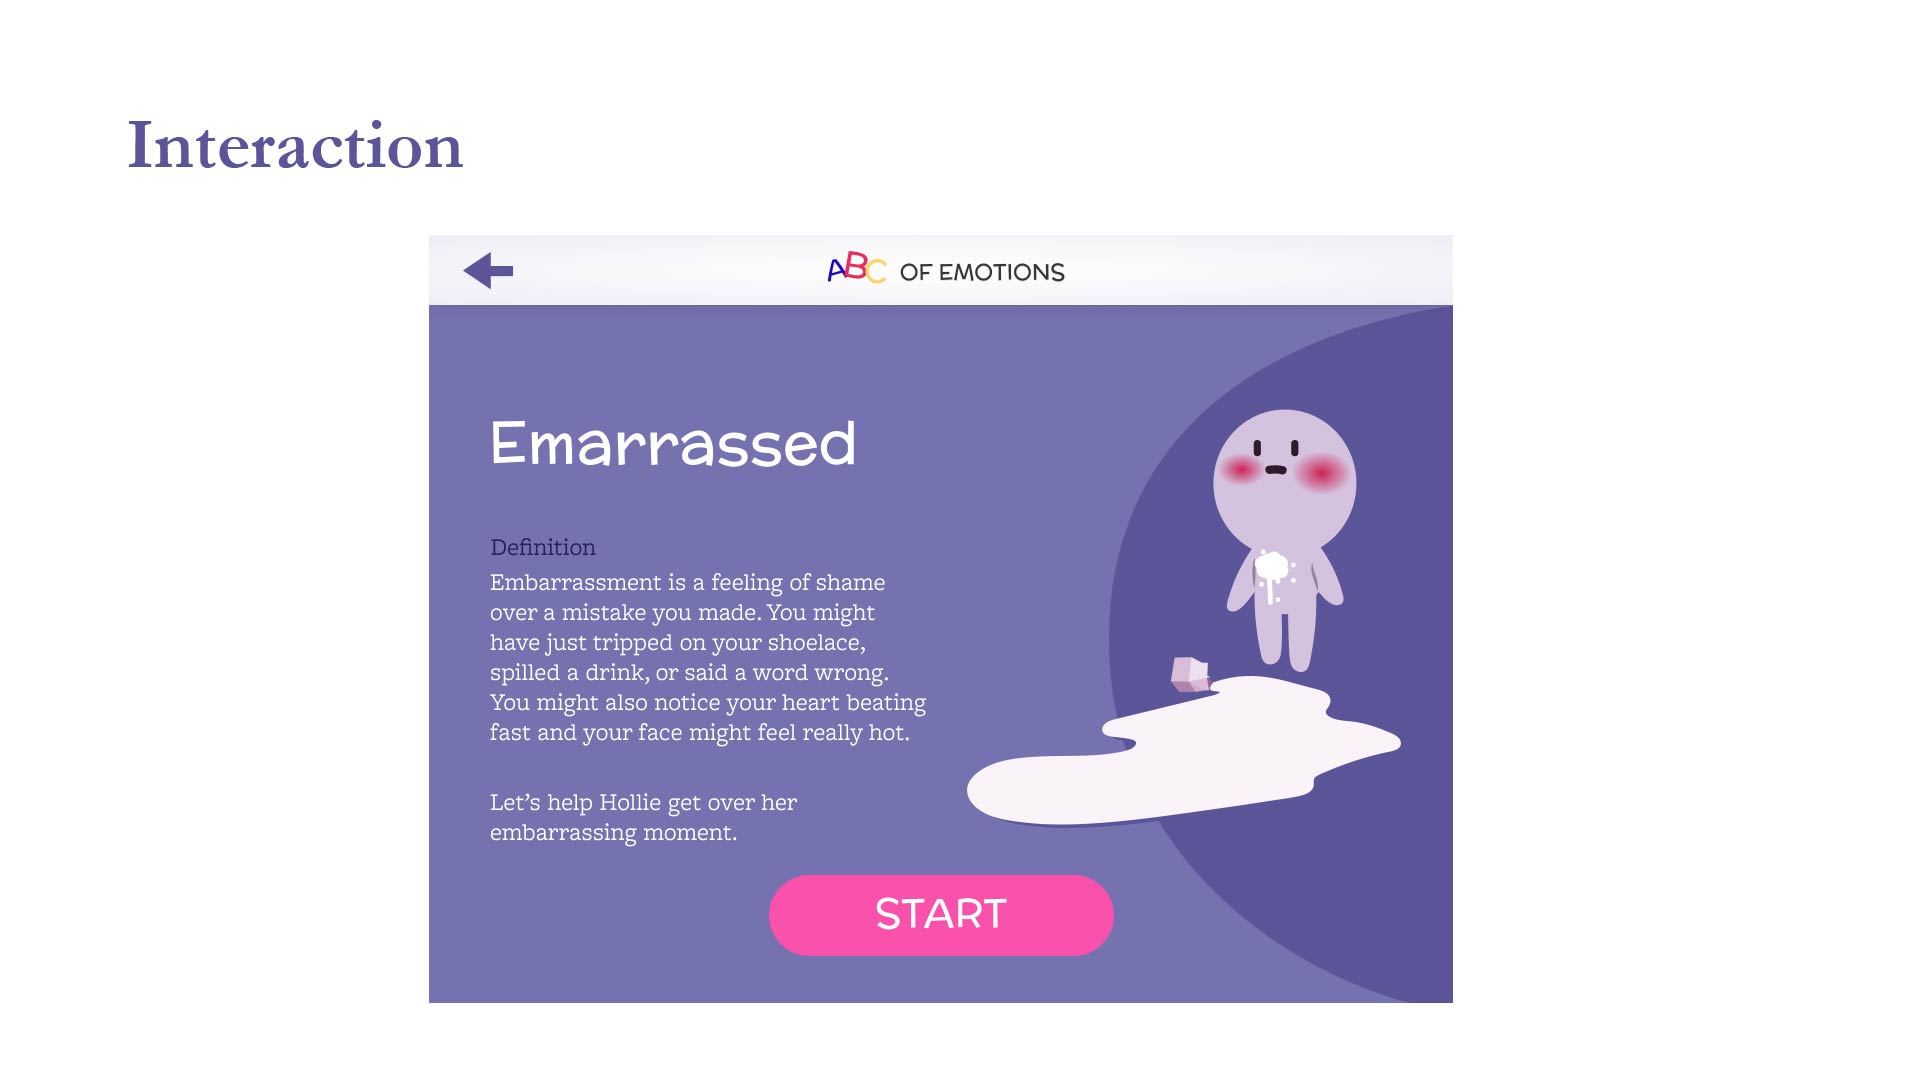 Interaction
ABC OF EMOTIONS
Emarrassed
Definition
Embarrassment is a feeling of shame
over a mistake you made. You might
have just tripped on your shoelace,
spilled a drink, or said a word wrong.
You might also notice your heart beating
fast and your face might feel really hot.
Let’s help Hollie get over her
embarrassing moment.
START